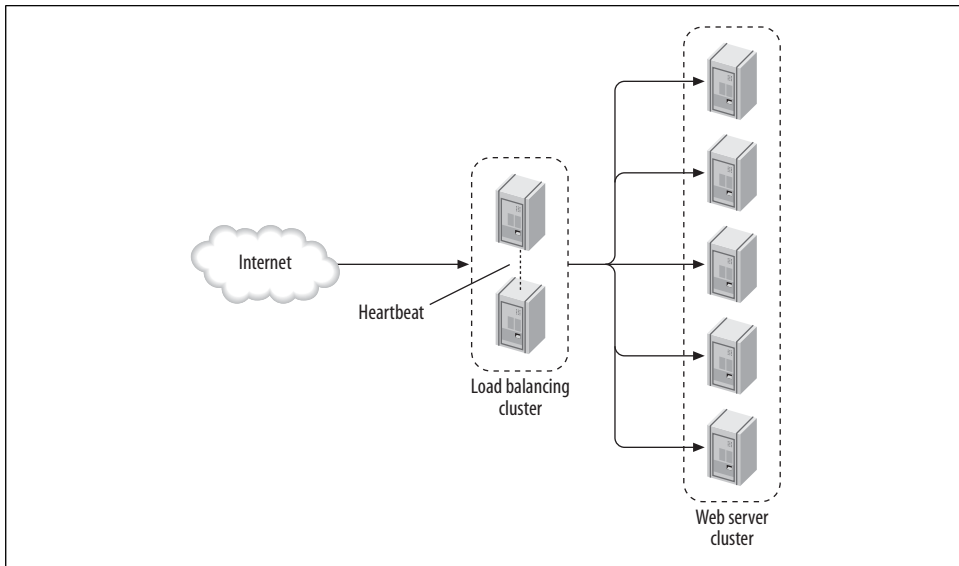 Internet
Heartbeat
Load balancing
cluster
Web server
cluster